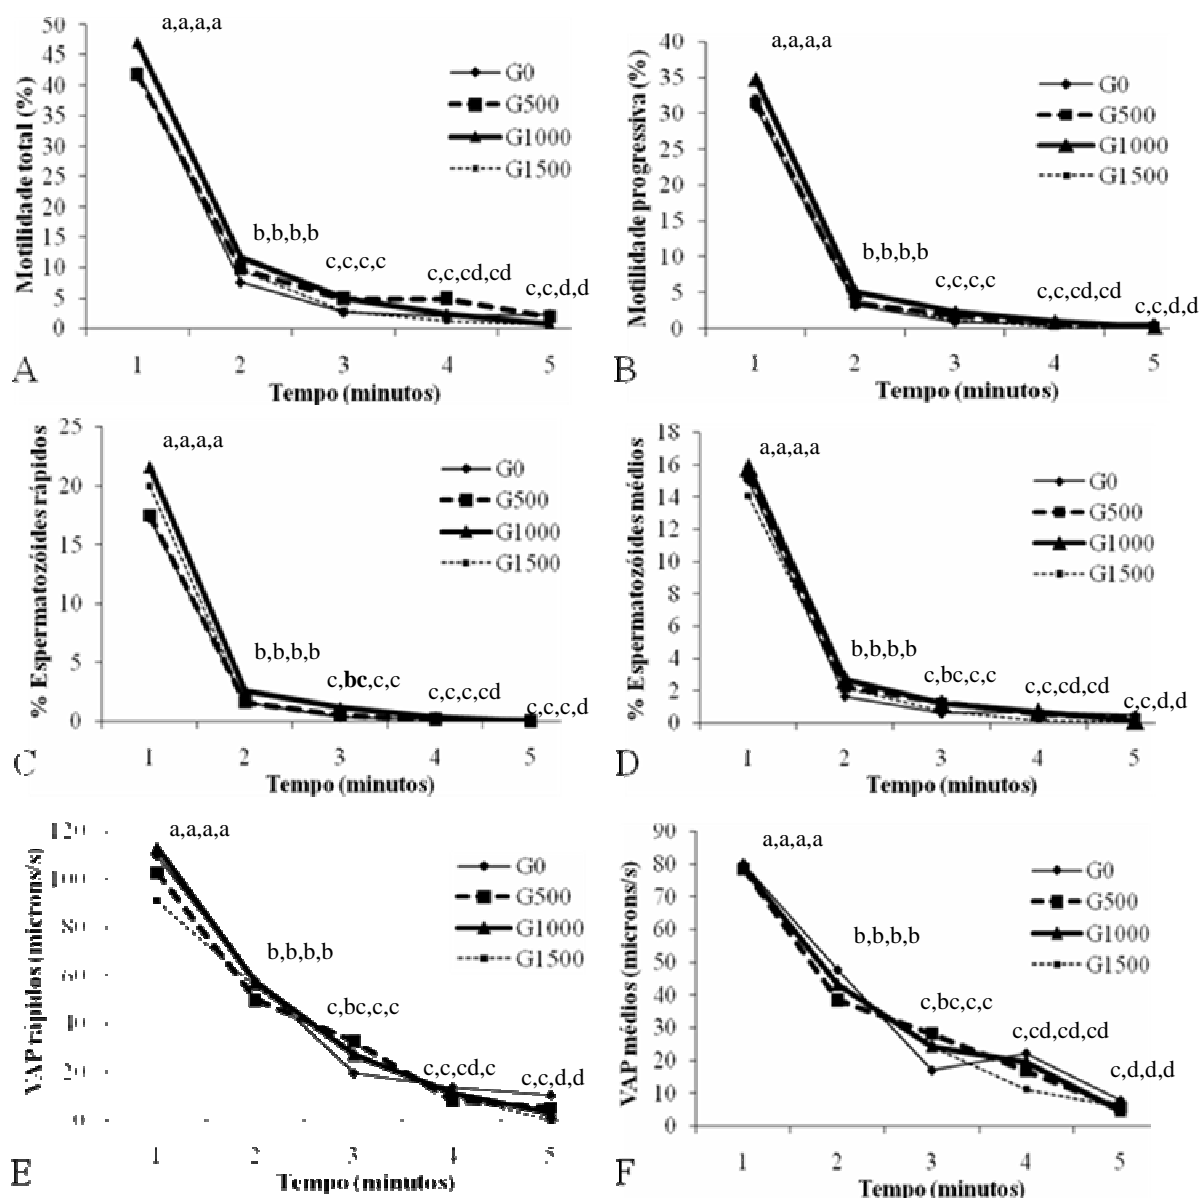 Motilidade total (%)
50
45
40
35
30
25
20
15
10
5
0
a,a,a,a
b,b,b,b
c,c,c,c
c,c,cd,cd
c,c,d,d
G0
G500
G1000
G1500
1 2 3 4 5
Tempo (minutos)
A
Motilidade progressiva (%)
40
35
30
25
20
15
10
5
0
a,a,a,a
b,b,b,b
c,c,c,c
c,c,cd,cd
c,c,d,d
G0
G500
G1000
G1500
1 2 3 4 5
Tempo (minutos)
B
% Espermatozóides rápidos
25
20
15
10
5
0
a,a,a,a
b,b,b,b
c,bc,c,c
c,c,c,cd
c,c,c,d
G0
G500
G1000
G1500
1 2 3 4 5
Tempo (minutos)
C
% Espermatozóides médios
18
16
14
12
10
8
6
4
2
0
a,a,a,a
b,b,b,b
c,bc,c,c
c,c,cd,cd
c,c,d,d
G0
G500
G1000
G1500
1 2 3 4 5
Tempo (minutos)
D
VAP rápidos (microns/s)
120
100
80
60
40
20
0
a,a,a,a
b,b,b,b
c,bc,c,c
c,c,cd,c
c,c,d,d
G0
G500
G1000
G1500
1 2 3 4 5
Tempo (minutos)
E
VAP médios (microns/s)
90
80
70
60
50
40
30
20
10
0
a,a,a,a
b,b,b,b
c,bc,c,c
c,cd,cd,cd
c,d,d,d
G0
G500
G1000
G1500
1 2 3 4 5
Tempo (minutos)
F